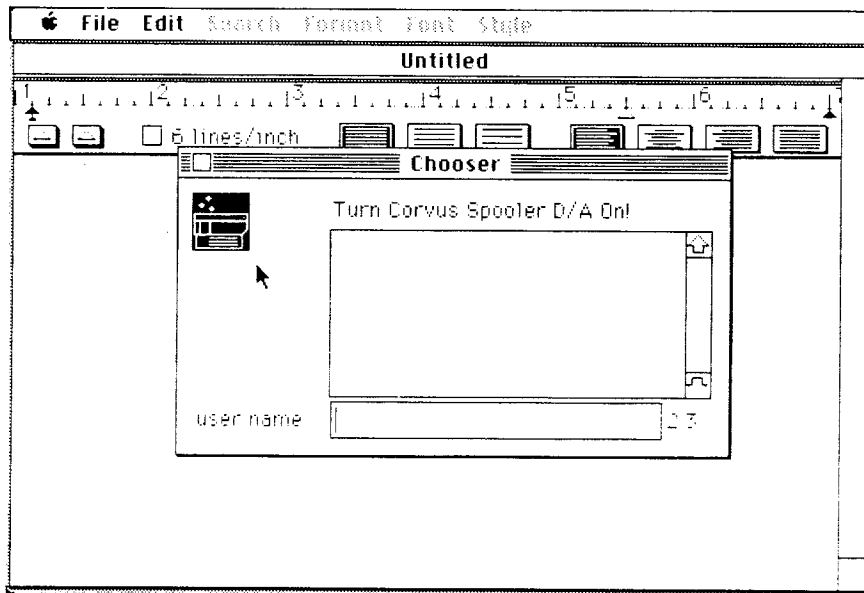 File Edit Search Format Font Style
Untitled
1 2 3 4 5 6
6 lines/inch
Chooser
Turn Corvus Spooler D/A On!
user name
2.3